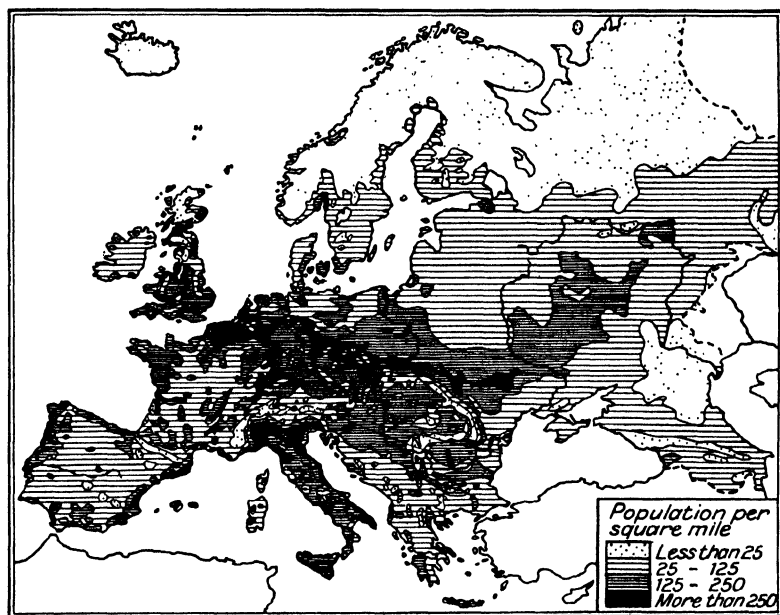 Population per
square mile
Less than 25
25 - 125
125 - 250
More than 250